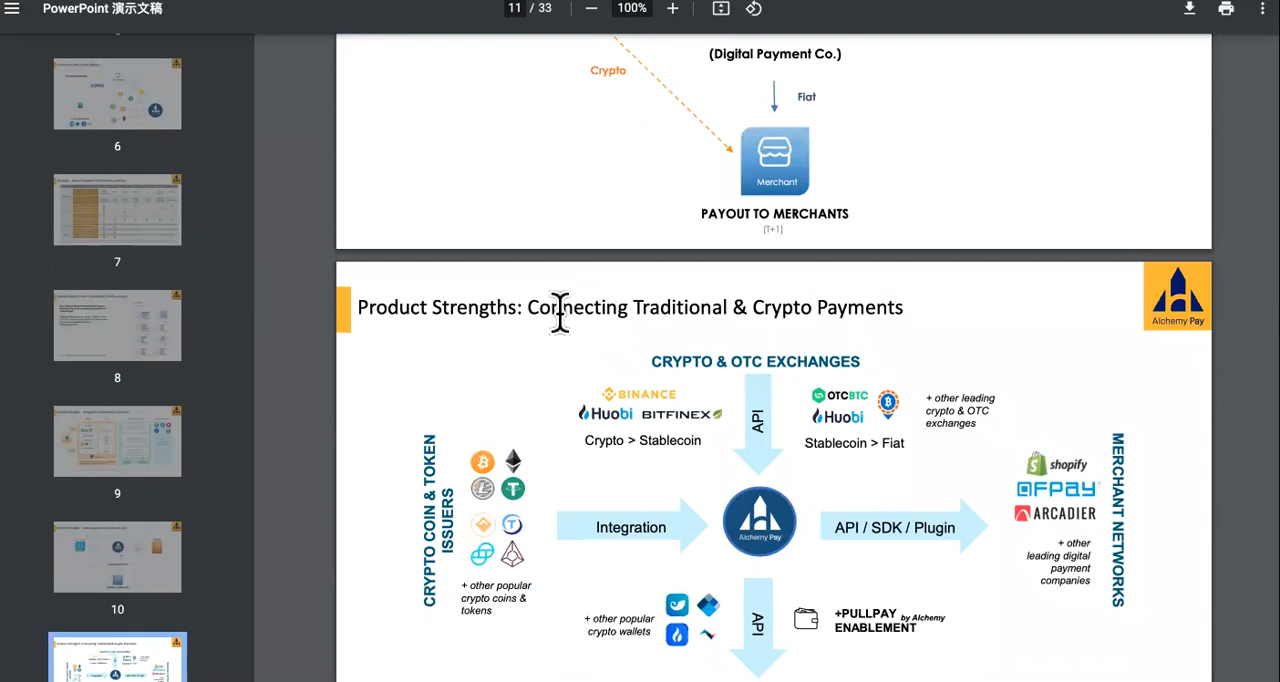 PowerPoint 演示文稿
11 / 33
100%
6
7
8
9
10
(Digital Payment Co.)
Crypto
Fiat
Merchant
PAYOUT TO MERCHANTS
(T+1)
Product Strengths: Connecting Traditional & Crypto Payments
Alchemy Pay
CRYPTO & OTC EXCHANGES
BINANCE
Huobi BITFINEX
Crypto > Stablecoin
API
OTCBTC
Huobi
Stablecoin > Fiat
+ other leading
crypto & OTC
exchanges
CRYPTO COIN & TOKEN
ISSUERS
+ other popular
crypto coins &
tokens
Integration
Alchemy Pay
API / SDK / Plugin
shopify
QFPAY
ARCADIER
+ other
leading digital
payment
companies
MERCHANT NETWORKS
+ other popular
crypto wallets
API
+PULLPAY by Alchemy
ENABLEMENT